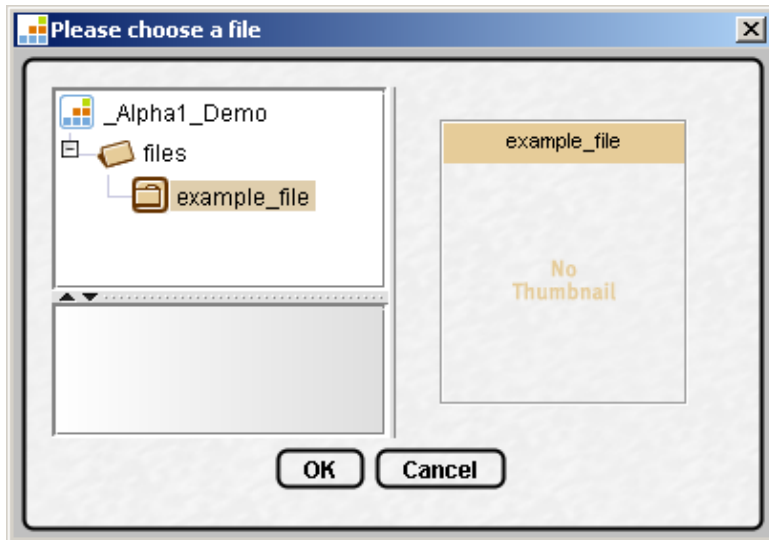 Please choose a file
_Alpha1_Demo
files
example_file
example_file
No
Thumbnail
OK
Cancel